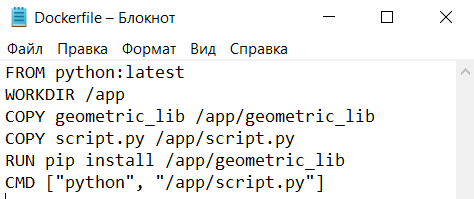 Dockerfile – Блокнот
Файл Правка Формат Вид Справка
FROM python:latest
WORKDIR /app
COPY geometric_lib /app/geometric_lib
COPY script.py /app/script.py
RUN pip install /app/geometric_lib
CMD ["python", "/app/script.py"]